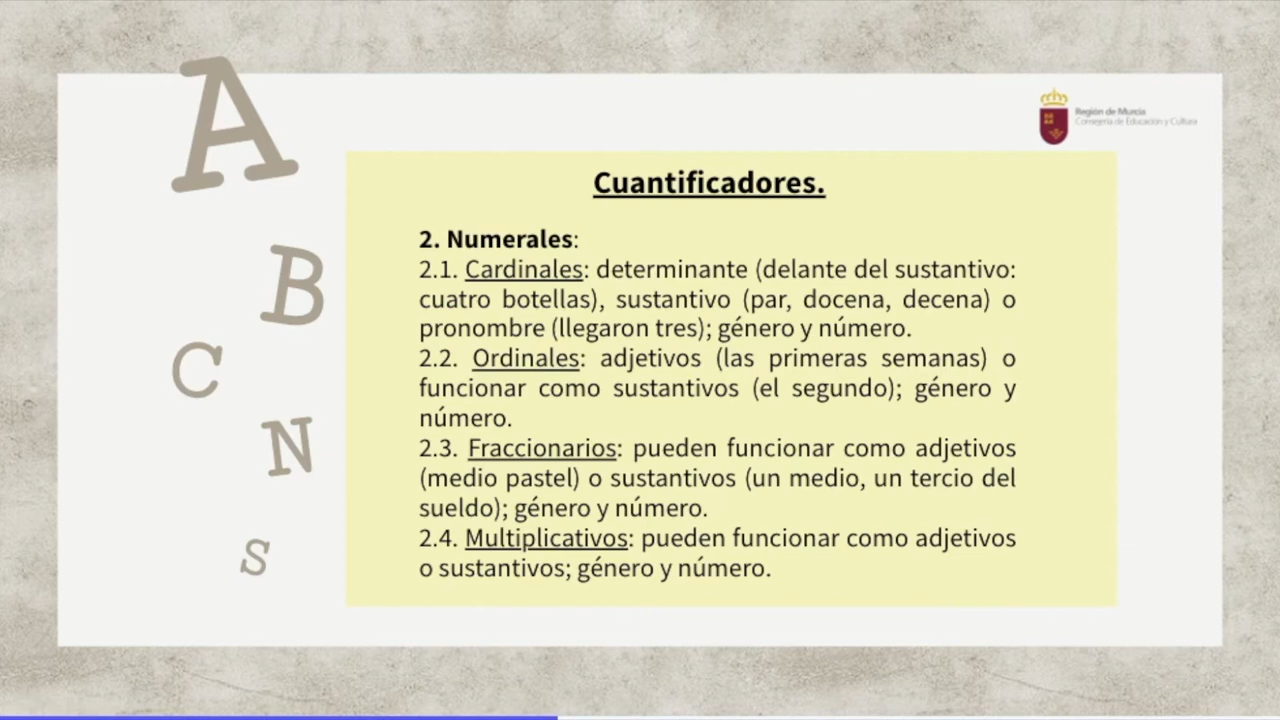 A
B
C
N
S
Región de Murcia
Consejería de Educación y Cultura
Cuantificadores.
2. Numerales:
2.1. Cardinales: determinante (delante del sustantivo:
cuatro botellas), sustantivo (par, docena, decena) o
pronombre (llegaron tres); género y número.
2.2. Ordinales: adjetivos (las primeras semanas) o
funcionar como sustantivos (el segundo); género y
número.
2.3. Fraccionarios: pueden funcionar como adjetivos
(medio pastel) o sustantivos (un medio, un tercio del
sueldo); género y número.
2.4. Multiplicativos: pueden funcionar como adjetivos
o sustantivos; género y número.